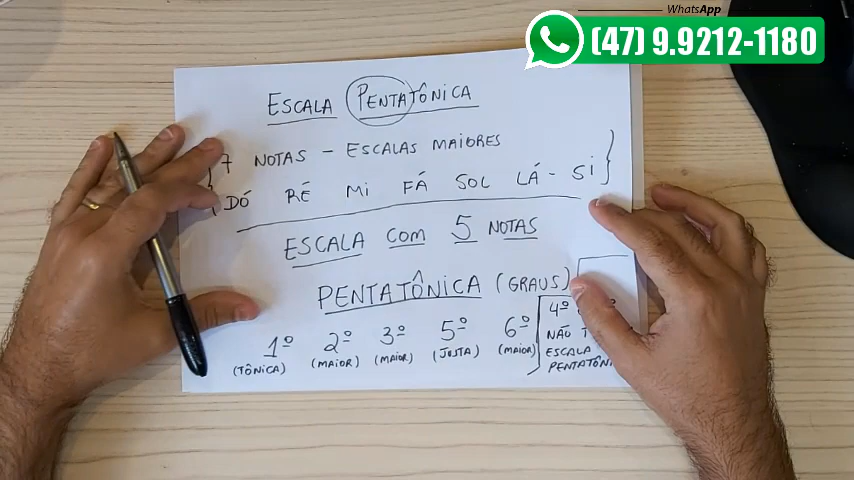 WhatsApp
(47) 9.9212-1180
ESCALA PENTATÔNICA
7 NOTAS - ESCALAS MAIORES
DÓ RÉ MI FÁ SOL LÁ - SI
ESCALA COM 5 NOTAS
PENTATÔNICA (GRAUS)
1º 2º 3º 5º 6º
(TÔNICA) (MAIOR) (MAIOR) (JUSTA) (MAIOR)
4º
NÃO
ESCALA